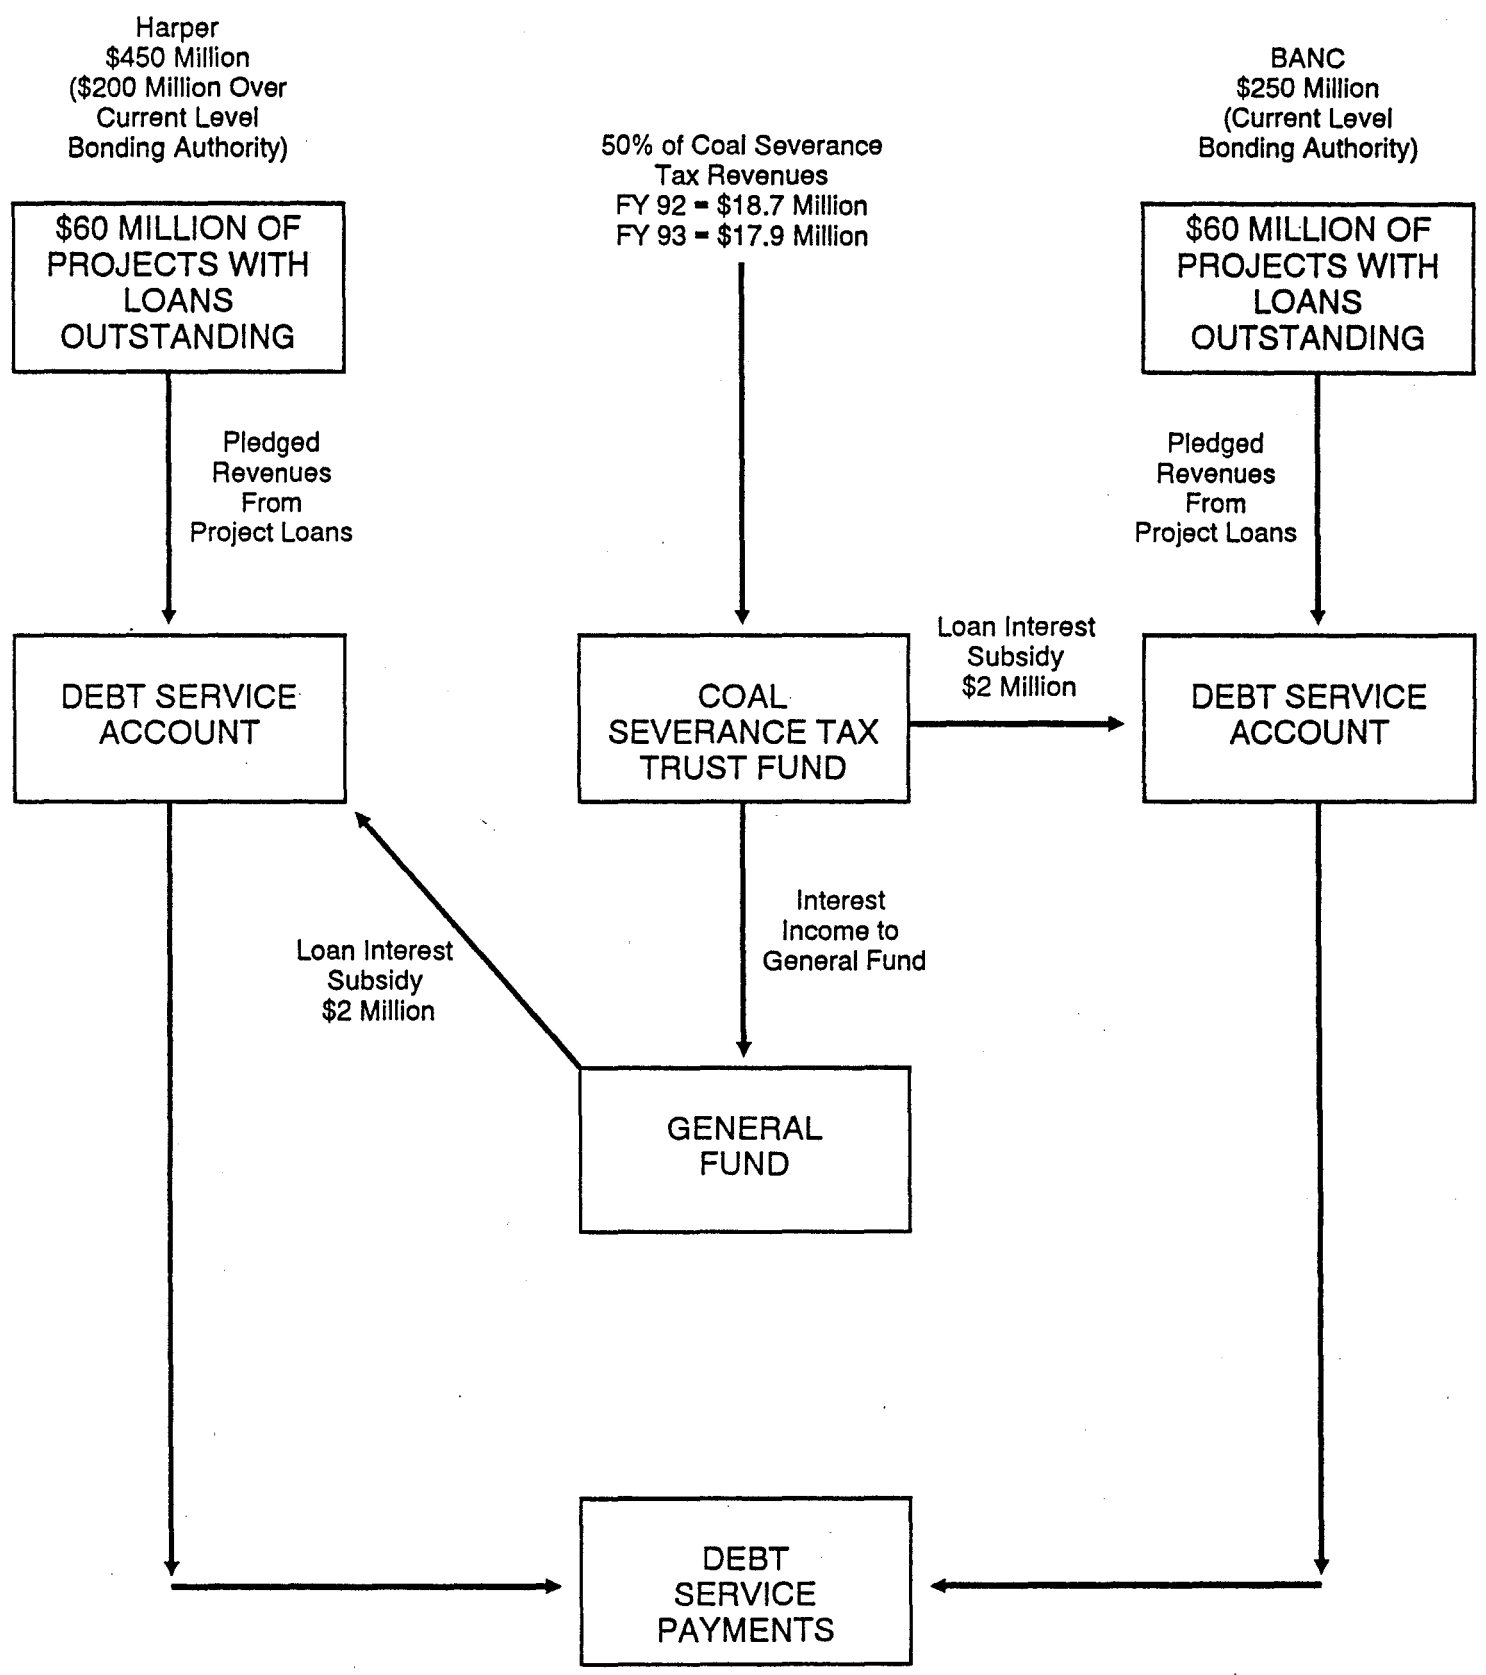 Harper
$450 Million
($200 Million Over
Current Level
Bonding Authority)
BANC
$250 Million
(Current Level
Bonding Authority)
50% of Coal Severance
Tax Revenues
FY 92 = $18.7 Million
FY 93 = $17.9 Million
$60 MILLION OF
PROJECTS WITH
LOANS
OUTSTANDING
$60 MILLION OF
PROJECTS WITH
LOANS
OUTSTANDING
Pledged
Revenues
From
Project Loans
Pledged
Revenues
From
Project Loans
DEBT SERVICE
ACCOUNT
COAL
SEVERANCE TAX
TRUST FUND
Loan Interest
Subsidy
$2 Million
DEBT SERVICE
ACCOUNT
Loan Interest
Subsidy
$2 Million
Interest
Income to
General Fund
GENERAL
FUND
DEBT
SERVICE
PAYMENTS